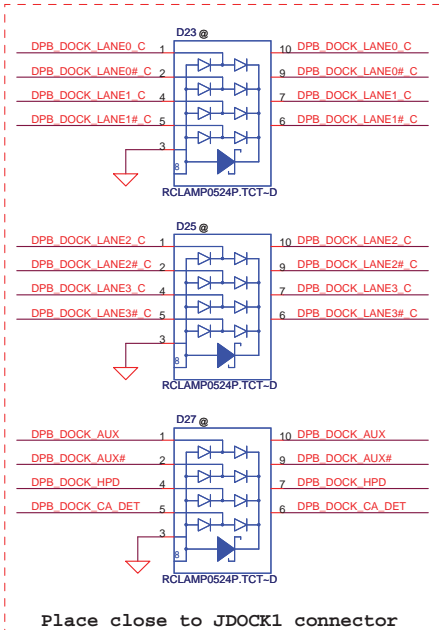 D23 @
DPB_DOCK_LANE0_C 1 10 DPB_DOCK_LANE0_C
DPB_DOCK_LANE0#_C 2 9 DPB_DOCK_LANE0#_C
DPB_DOCK_LANE1_C 4 7 DPB_DOCK_LANE1_C
DPB_DOCK_LANE1#_C 5 6 DPB_DOCK_LANE1#_C
3
8
RCLAMP0524P.TCT~D
D25 @
DPB_DOCK_LANE2_C 1 10 DPB_DOCK_LANE2_C
DPB_DOCK_LANE2#_C 2 9 DPB_DOCK_LANE2#_C
DPB_DOCK_LANE3_C 4 7 DPB_DOCK_LANE3_C
DPB_DOCK_LANE3#_C 5 6 DPB_DOCK_LANE3#_C
3
8
RCLAMP0524P.TCT~D
D27 @
DPB_DOCK_AUX 1 10 DPB_DOCK_AUX
DPB_DOCK_AUX# 2 9 DPB_DOCK_AUX#
DPB_DOCK_HPD 4 7 DPB_DOCK_HPD
DPB_DOCK_CA_DET 5 6 DPB_DOCK_CA_DET
3
8
RCLAMP0524P.TCT~D
Place close to JDOCK1 connector